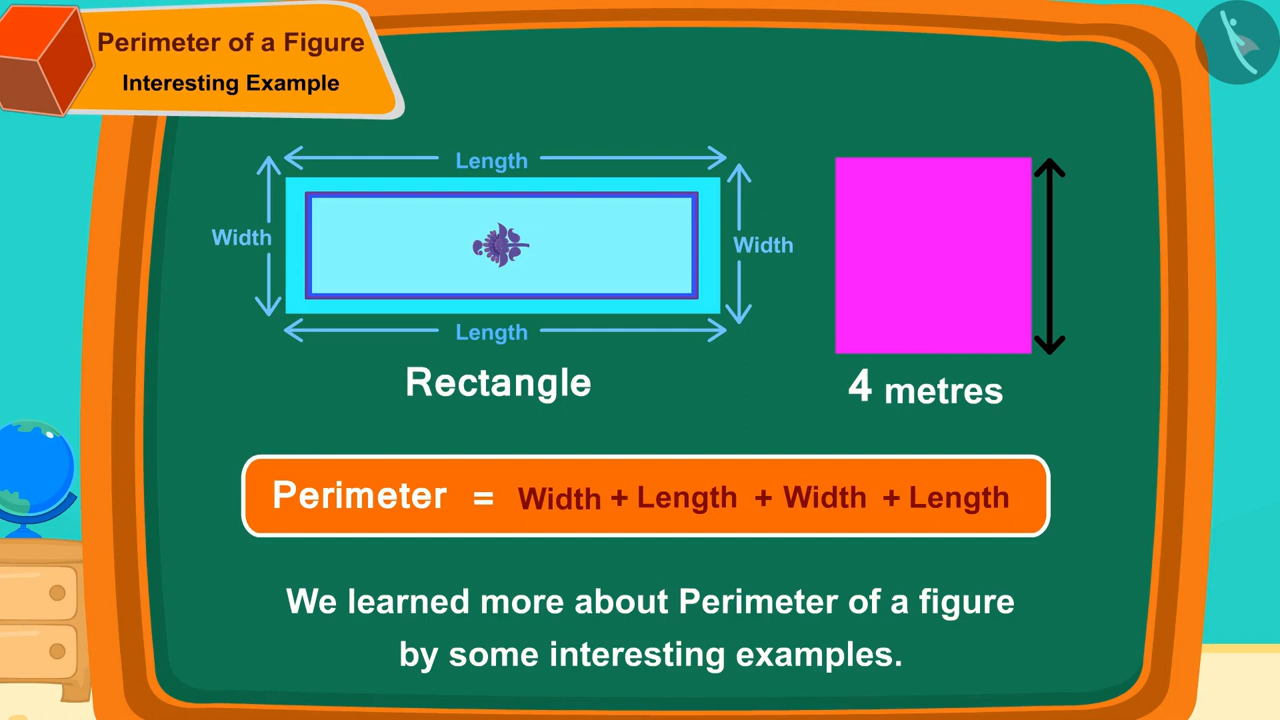 Perimeter of a Figure
Interesting Example
Length
Width
Width
Length
Rectangle
4 metres
Perimeter = Width + Length + Width + Length
We learned more about Perimeter of a figure
by some interesting examples.